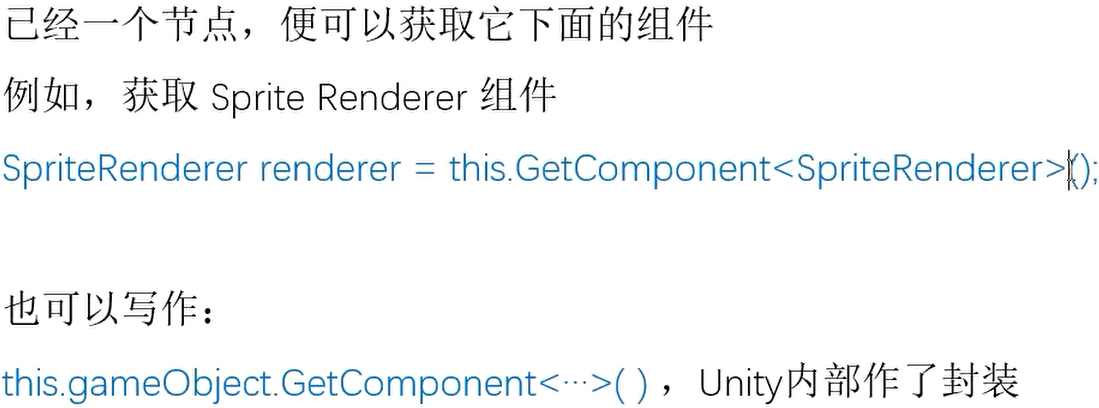 已经一个节点，便可以获取它下面的组件
例如，获取 Sprite Renderer 组件
SpriteRenderer renderer = this.GetComponent<SpriteRenderer>();
也可以写作：
this.gameObject.GetComponent<…>( ) ，Unity内部作了封装